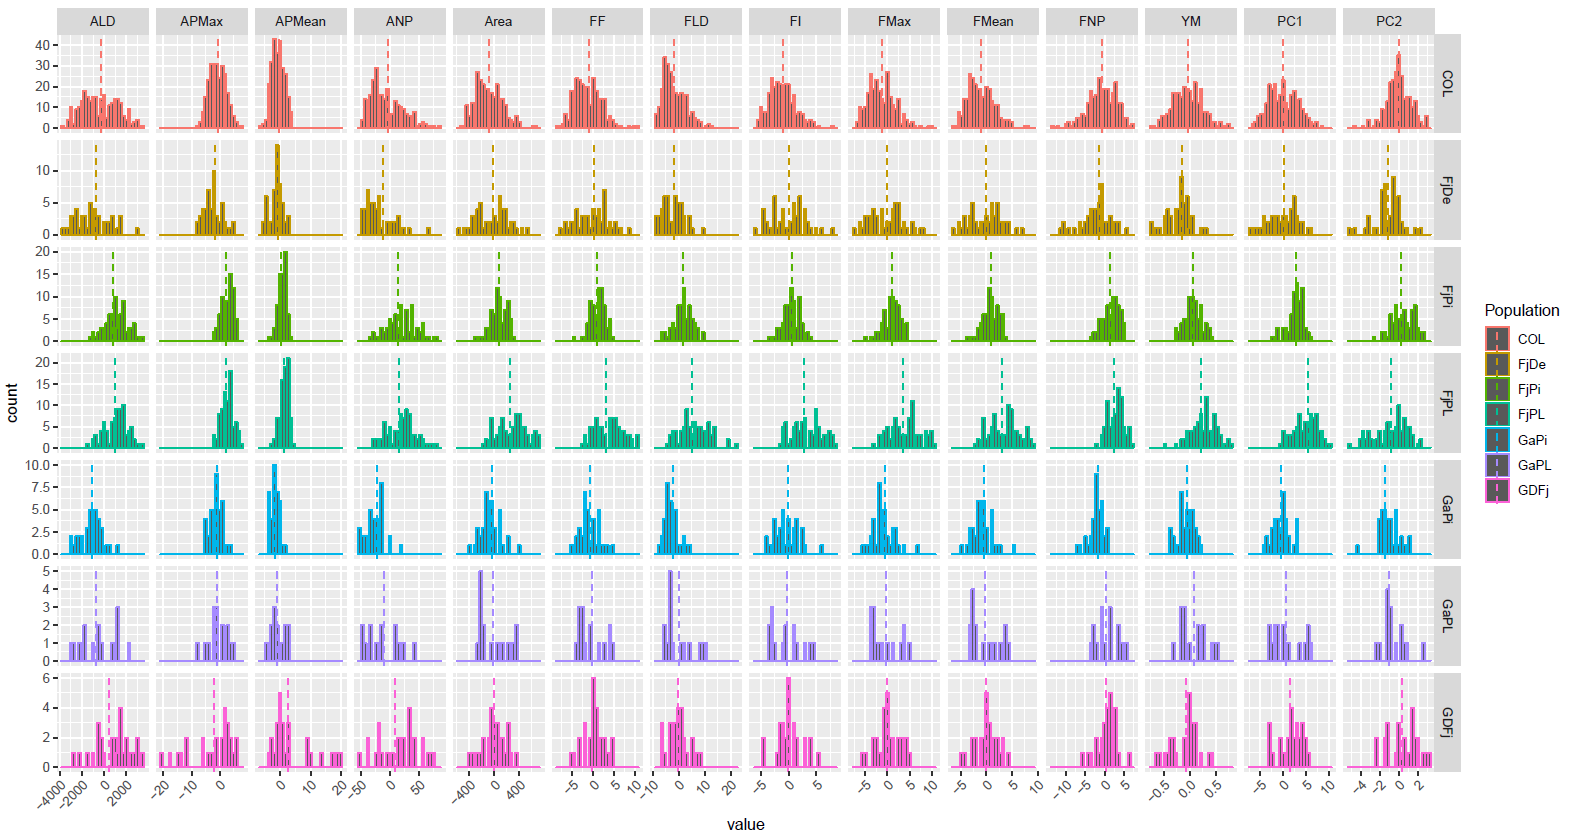 ALD APMax APMean ANP Area FF FLD FI FMax FMean FNP YM PC1 PC2
40
30
20
10
0
COL
10
5
0
FjDe
20
15
10
5
0
FjPi
20
15
10
5
0
FjPL
10.0
7.5
5.0
2.5
0.0
GaPi
5
4
3
2
1
0
GaPL
6
4
2
0
GDFj
count
−4000 −2000 0 2000 −20 −10 0 0 10 20 −50 0 50 −400 0 400 −5 0 5 10 −10 0 10 20 −5 0 5 −5 0 5 10 −5 0 5 10 −10 −5 0 5 −0.5 0.0 0.5 −5 0 5 10 −4 −2 0 2
value
Population
COL
FjDe
FjPi
FjPL
GaPi
GaPL
GDFj